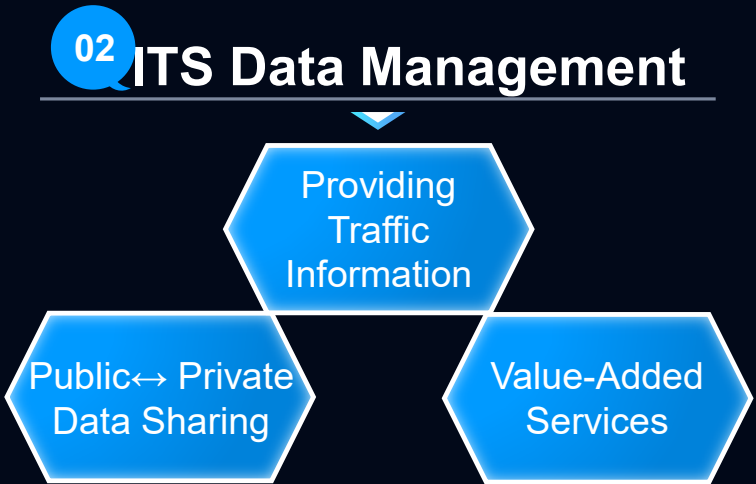 02
ITS Data Management
Providing
Traffic
Information
Public↔ Private
Data Sharing
Value-Added
Services